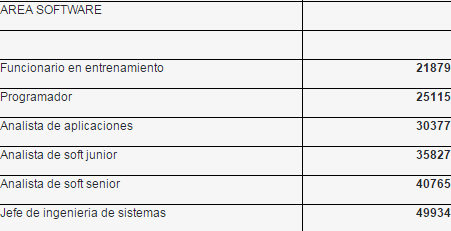 AREA SOFTWARE
Funcionario en entrenamiento 21879
Programador 25115
Analista de aplicaciones 30377
Analista de soft junior 35827
Analista de soft senior 40765
Jefe de ingenieria de sistemas 49934